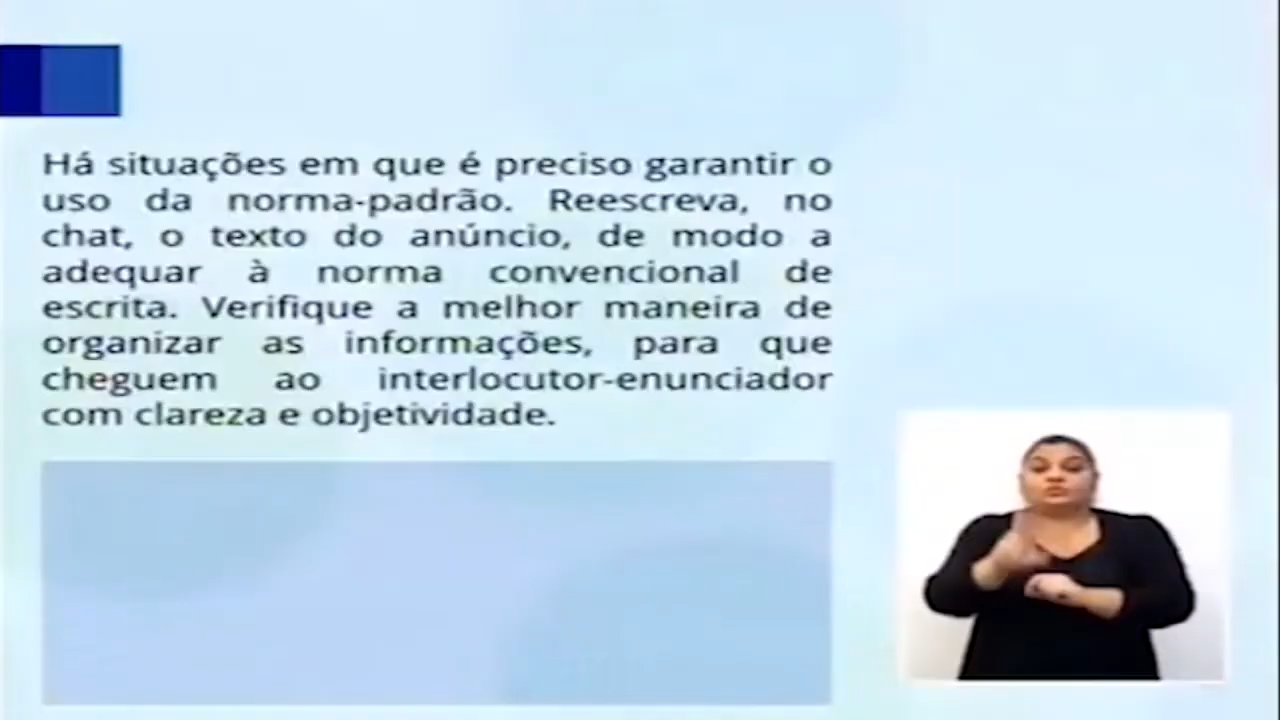 Há situações em que é preciso garantir o
uso da norma-padrão. Reescreva, no
chat, o texto do anúncio, de modo a
adequar à norma convencional de
escrita. Verifique a melhor maneira de
organizar as informações, para que
cheguem ao interlocutor-enunciador
com clareza e objetividade.